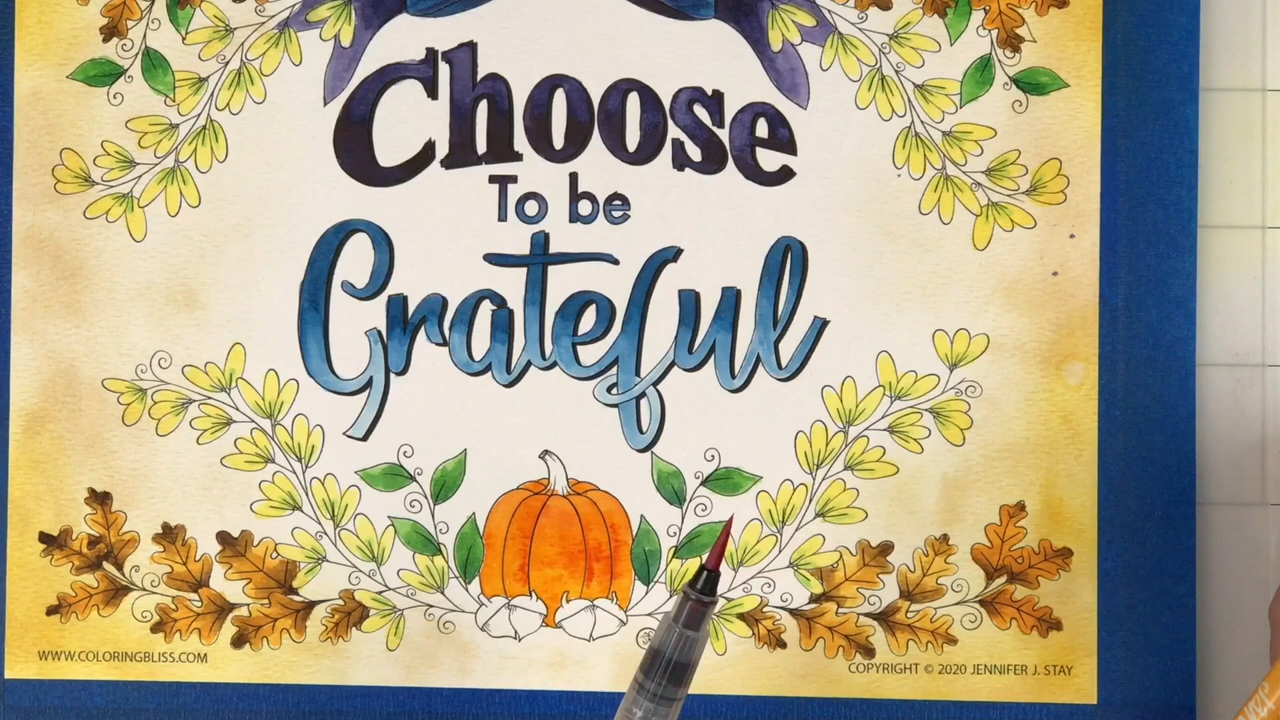 Choose
To be
Grateful
WWW.COLORINGBLISS.COM
COPYRIGHT © 2020 JENNIFER J. STAY